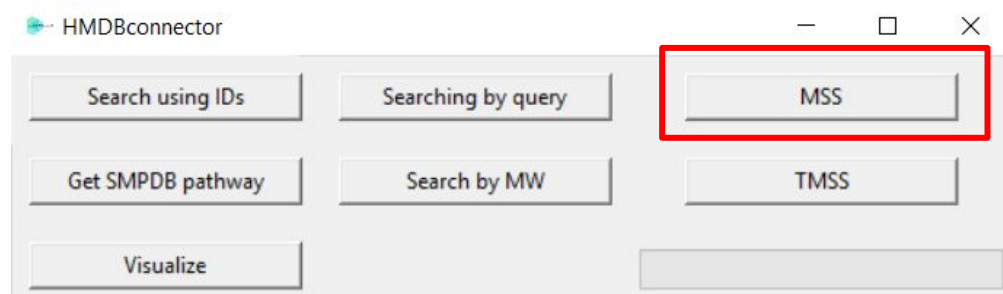 HMDBconnector
Search using IDs
Searching by query
MSS
Get SMPDB pathway
Search by MW
TMSS
Visualize